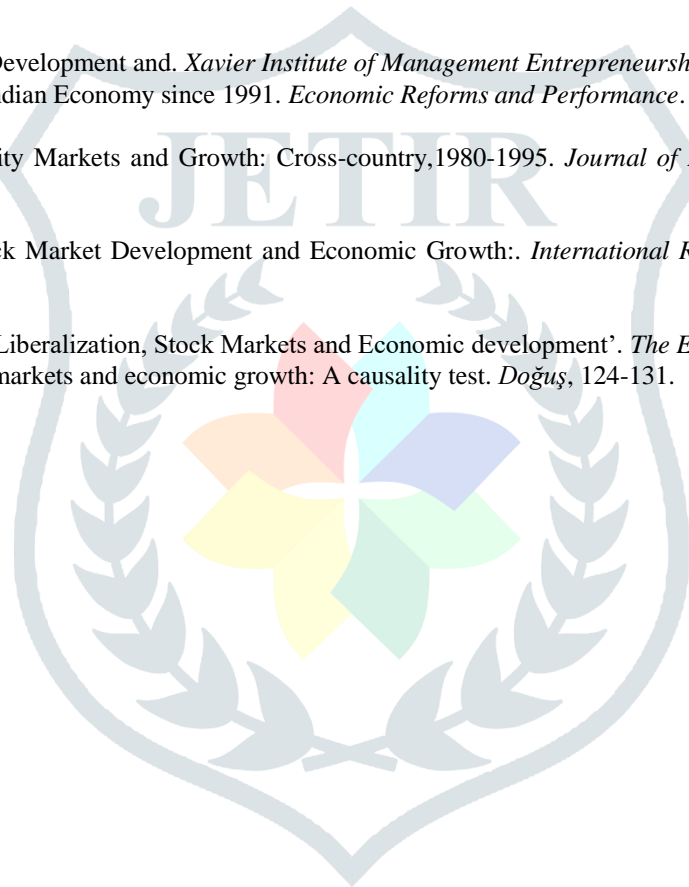 Development and. Xavier Institute of Management Entrepreneursh
ndian Economy since 1991. Economic Reforms and Performance.
ity Markets and Growth: Cross-country,1980-1995. Journal of
JETIR
ck Market Development and Economic Growth:. International R
Liberalization, Stock Markets and Economic development’. The E
markets and economic growth: A causality test. Doğuş, 124-131.